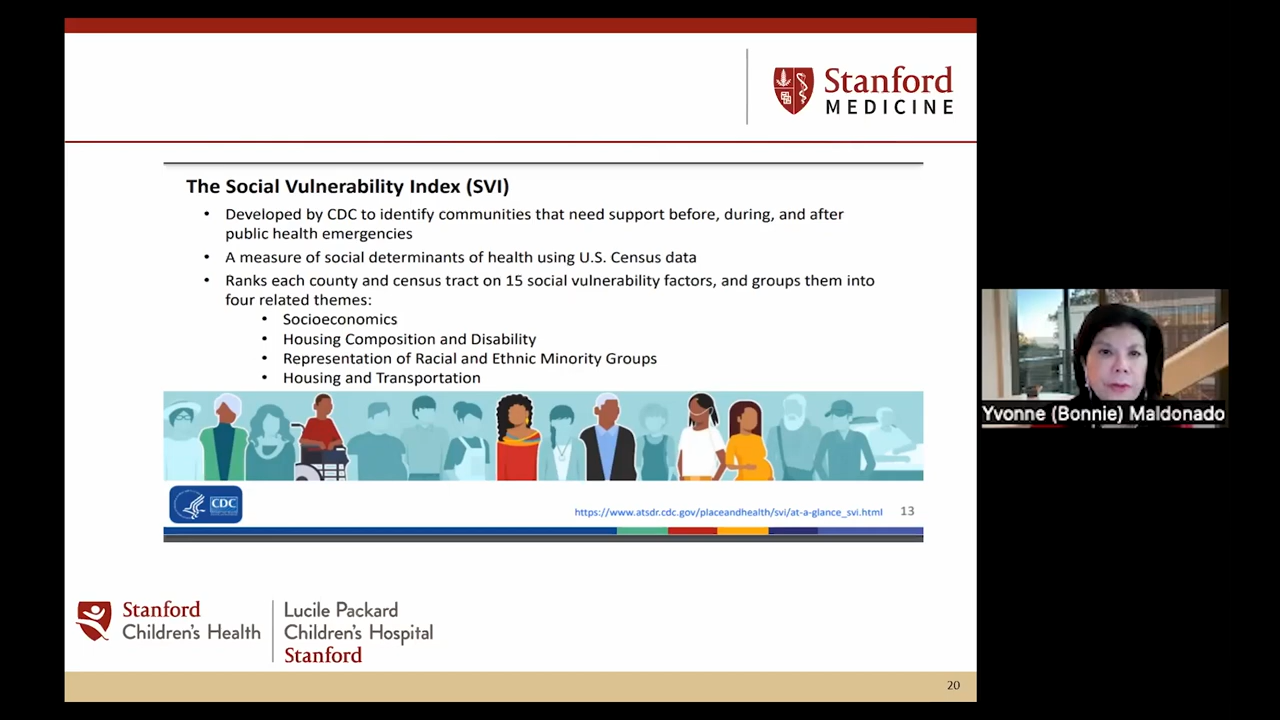 Stanford
MEDICINE
The Social Vulnerability Index (SVI)
• Developed by CDC to identify communities that need support before, during, and after
public health emergencies
• A measure of social determinants of health using U.S. Census data
• Ranks each county and census tract on 15 social vulnerability factors, and groups them into
four related themes:
• Socioeconomics
• Housing Composition and Disability
• Representation of Racial and Ethnic Minority Groups
• Housing and Transportation
Yvonne (Bonnie) Maldonado
CDC
https://www.atsdr.cdc.gov/placeandhealth/svi/at-a-glance_svi.html 13
Stanford
Children's Health
Lucile Packard
Children's Hospital
Stanford
20